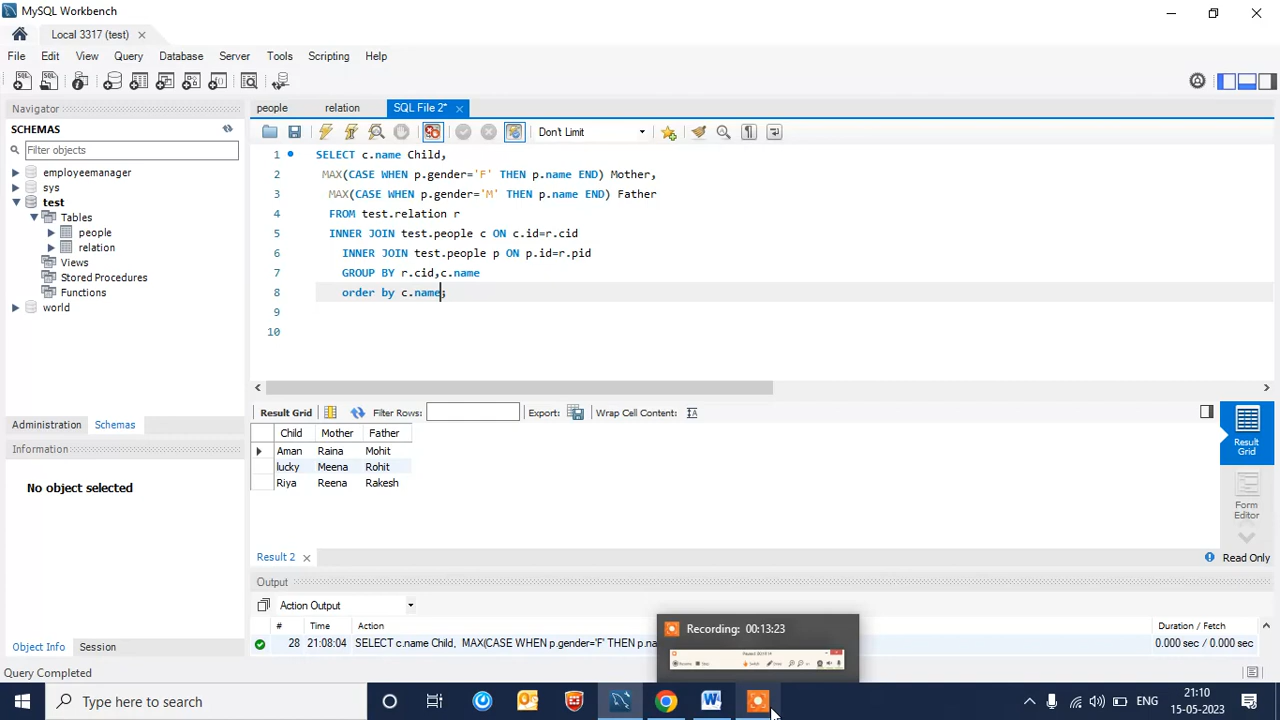 MySQL Workbench
Local 3317 (test)
File Edit View Query Database Server Tools Scripting Help
Navigator
SCHEMAS
Filter objects
employeemanager
sys
test
Tables
people
relation
Views
Stored Procedures
Functions
world
Administration Schemas
Information
No object selected
Object Info Session
people relation SQL File 2*
Don't Limit
1 SELECT c.name Child,
2 MAX(CASE WHEN p.gender='F' THEN p.name END) Mother,
3 MAX(CASE WHEN p.gender='M' THEN p.name END) Father
4 FROM test.relation r
5 INNER JOIN test.people c ON c.id=r.cid
6 INNER JOIN test.people p ON p.id=r.pid
7 GROUP BY r.cid,c.name
8 order by c.name;
9
10
Result Grid Filter Rows: Export: Wrap Cell Content:
Child Mother Father
Aman Raina Mohit
lucky Meena Rohit
Riya Reena Rakesh
Result Grid
Form Editor
Result 2
Read Only
Output
Action Output
# Time Action Duration / Fetch
28 21:08:04 SELECT c.name Child, MAX(CASE WHEN p.gender='F' THEN p.na 0.000 sec / 0.000 sec
Recording: 00:13:23
Query Completed
Type here to search
ENG
21:10
15-05-2023